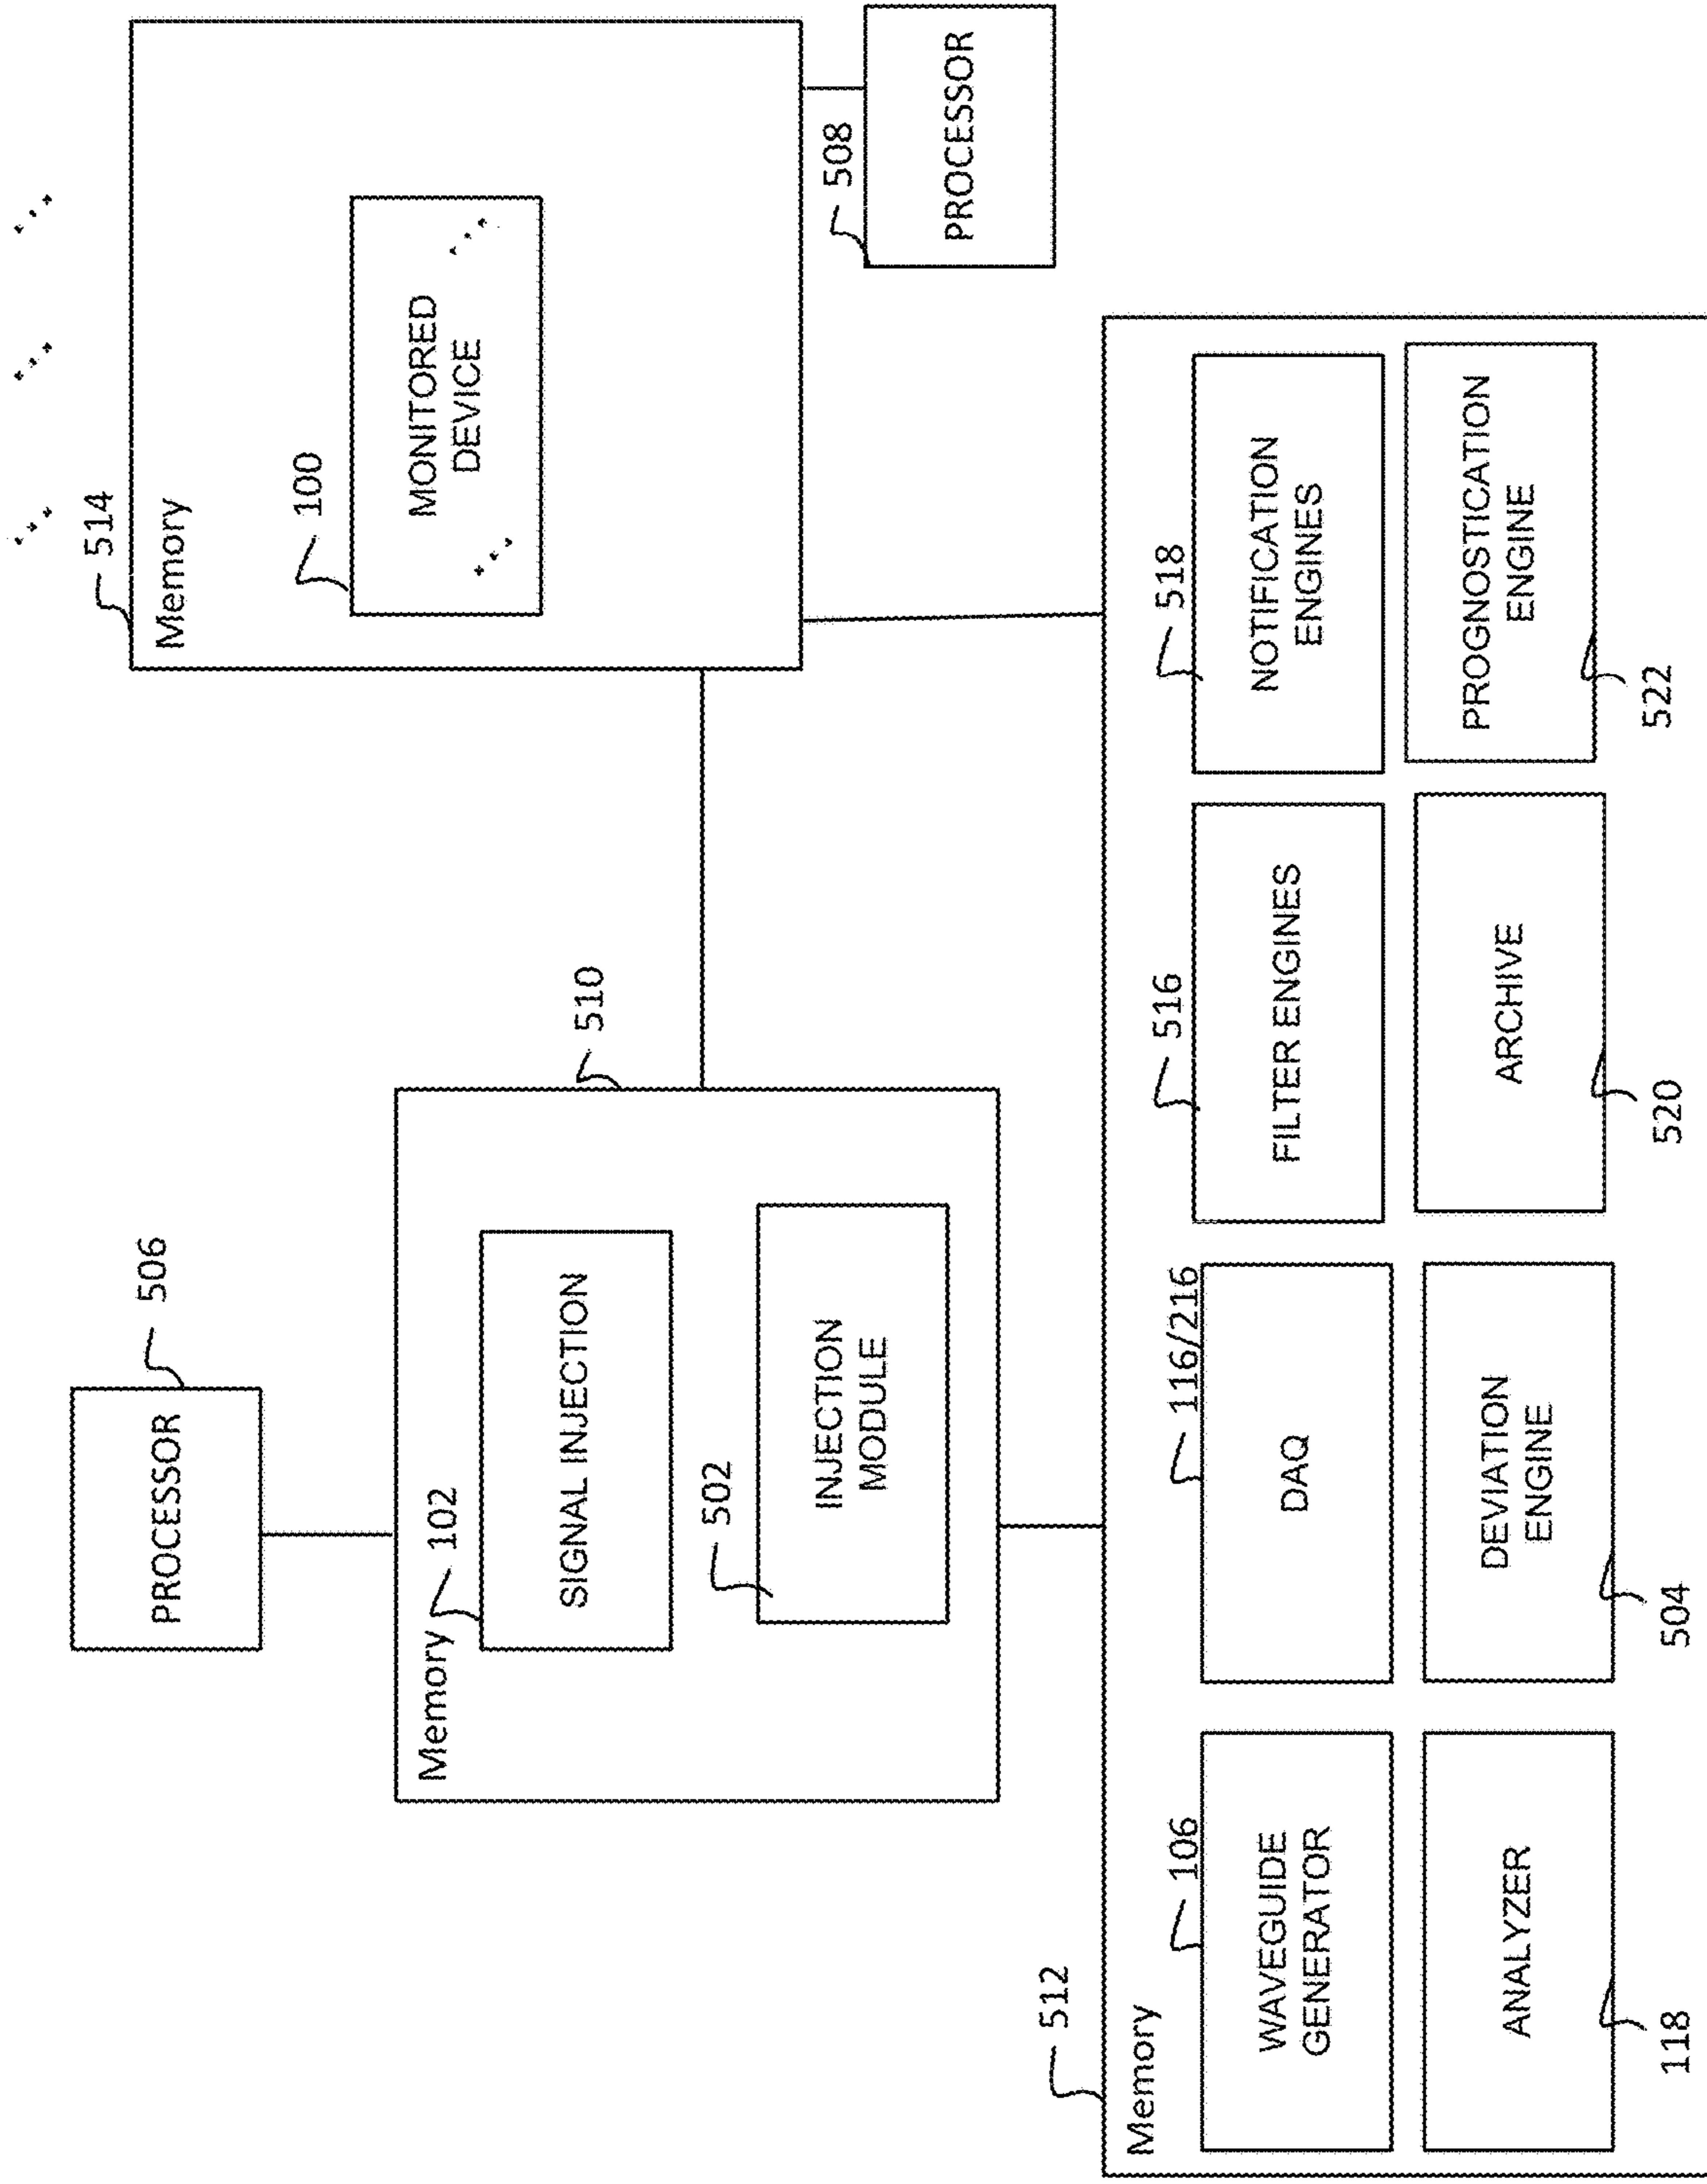 506
PROCESSOR
510
Memory
102
SIGNAL INJECTION
502
INJECTION
MODULE
514
Memory
100
MONITORED
DEVICE
508
PROCESSOR
512
Memory
106
WAVEGUIDE
GENERATOR
116/216
DAQ
516
FILTER ENGINES
518
NOTIFICATION
ENGINES
ANALYZER
118
DEVIATION
ENGINE
504
ARCHIVE
520
PROGNOSTICATION
ENGINE
522